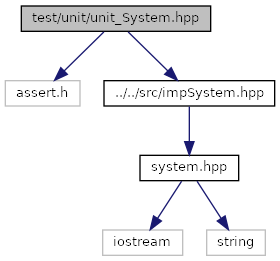 test/unit/unit_System.hpp
assert.h
../../src/impSystem.hpp
system.hpp
iostream
string